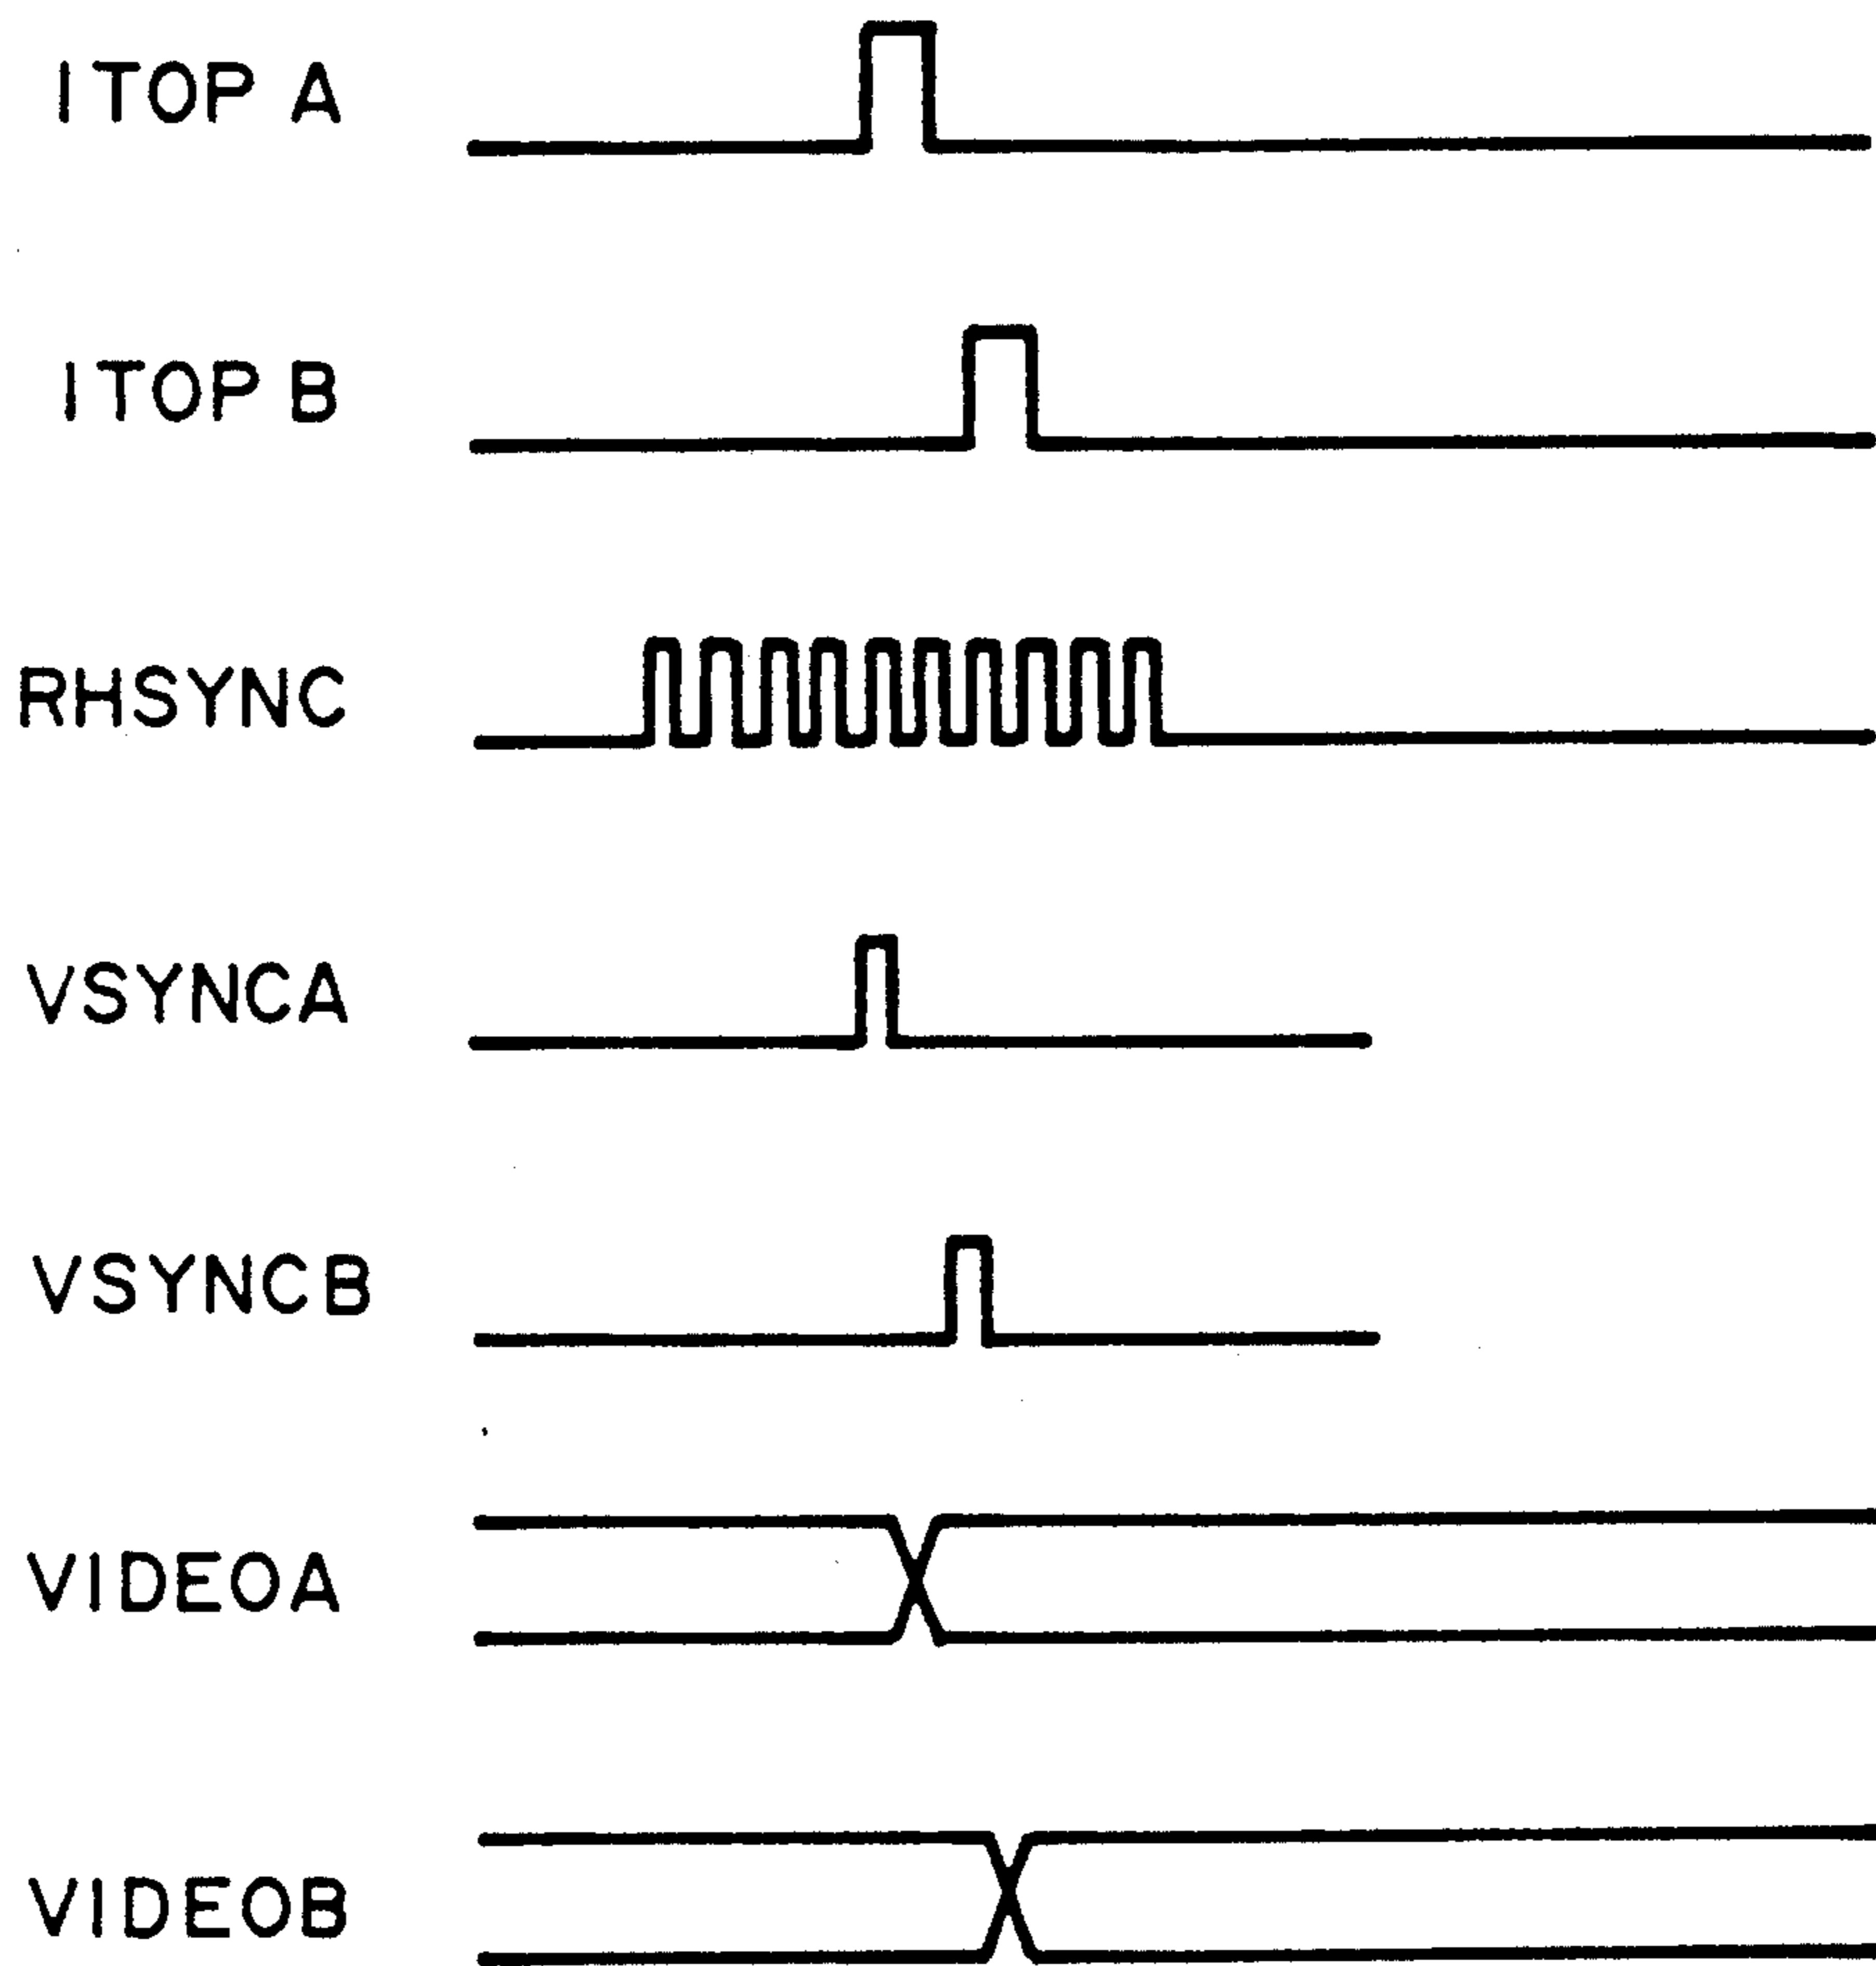 ITOP A
ITOP B
RHSYNC
VSYNCA
VSYNCB
VIDEOA
VIDEOB